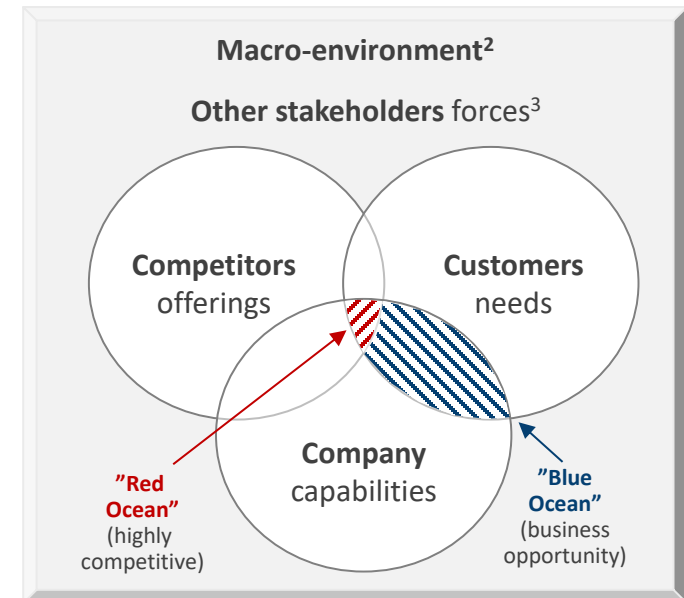 Macro-environment²
Other stakeholders forces³
Competitors
offerings
Customers
needs
Company
capabilities
”Red
Ocean”
(highly
competitive)
”Blue
Ocean”
(business
opportunity)